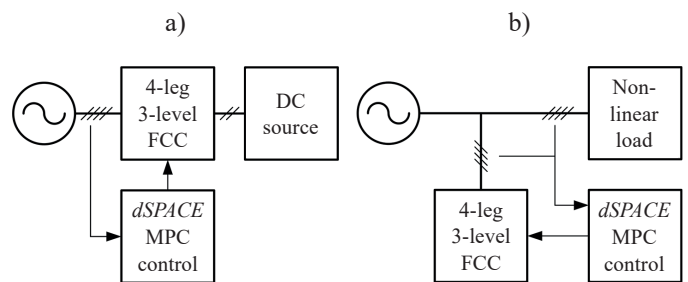 a)
4-leg
3-level
FCC
DC
source
dSPACE
MPC
control
b)
Non-
linear
load
4-leg
3-level
FCC
dSPACE
MPC
control